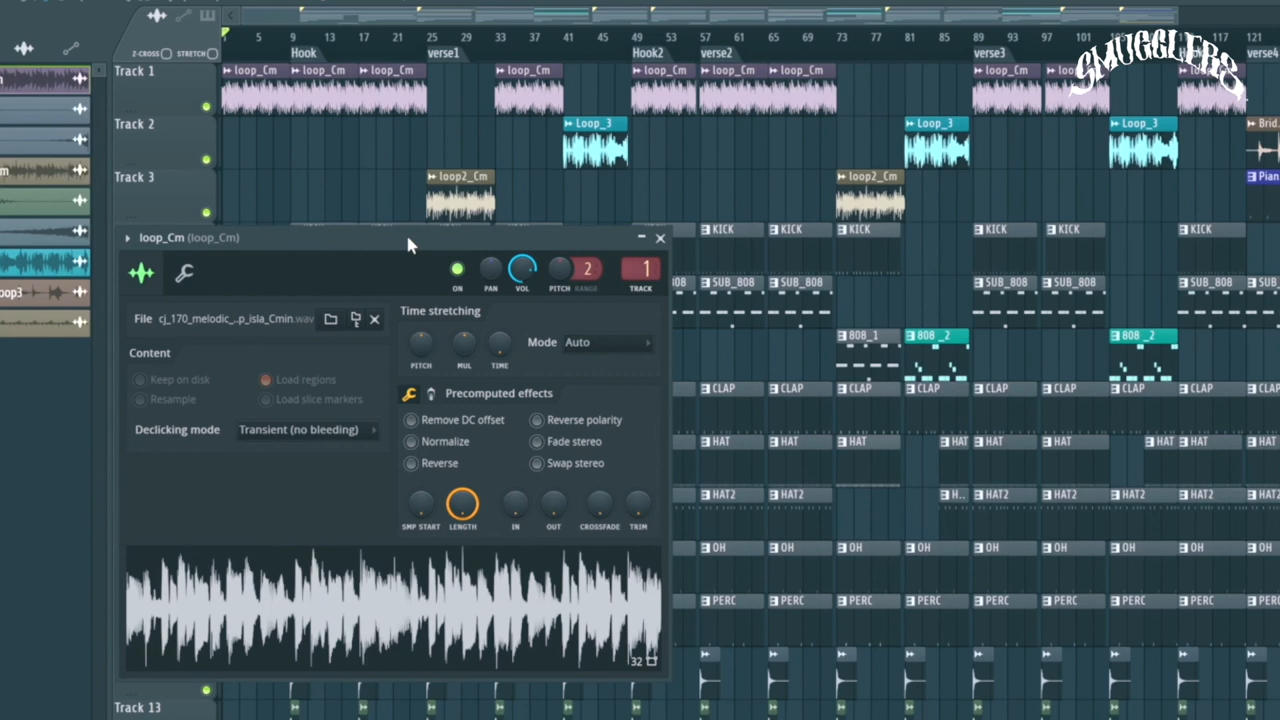 SMUGGLERS
Z-CROSS STRETCH
5 9 13 17 21 25 29 33 37 41 45 49 53 57 61 65 69 73 77 81 85 89 93 97 101 117 121
Hook verse1 Hook2 verse2 verse3 verse4
Track 1 loop_Cm loop_Cm loop_Cm loop_Cm loop_Cm loop_Cm loop_Cm loop_Cm
Track 2 Loop_3 Loop_3 Loop_3 Brid.
Track 3 loop2_Cm loop2_Cm Pian
KICK KICK KICK KICK KICK KICK
loop_Cm (loop_Cm)
2 1
ON PAN VOL PITCH RANGE TRACK
SUB_808 SUB_808 SUB_808 SUB_808 SUB_808
oop3
File cj_170_melodic_..p_isla_Cmin.wav
Time stretching
808_1 808 _2 808 _2
Mode Auto
PITCH MUL TIME
Content
Keep on disk Load regions
Resample Load slice markers
Declicking mode Transient (no bleeding)
Precomputed effects
CLAP CLAP CLAP CLAP CLAP CLAP CLAP CLAP
Remove DC offset Reverse polarity
Normalize Fade stereo
Reverse Swap stereo
HAT HAT HAT HAT HAT HAT HAT HAT
HAT2 HAT2 H.. HAT2 HAT2 HAT2 HAT2 HAT2
SMP START LENGTH IN OUT CROSSFADE TRIM
OH OH OH OH OH OH OH OH OH
PERC PERC PERC PERC PERC PERC PERC PERC PERC
32
Track 13